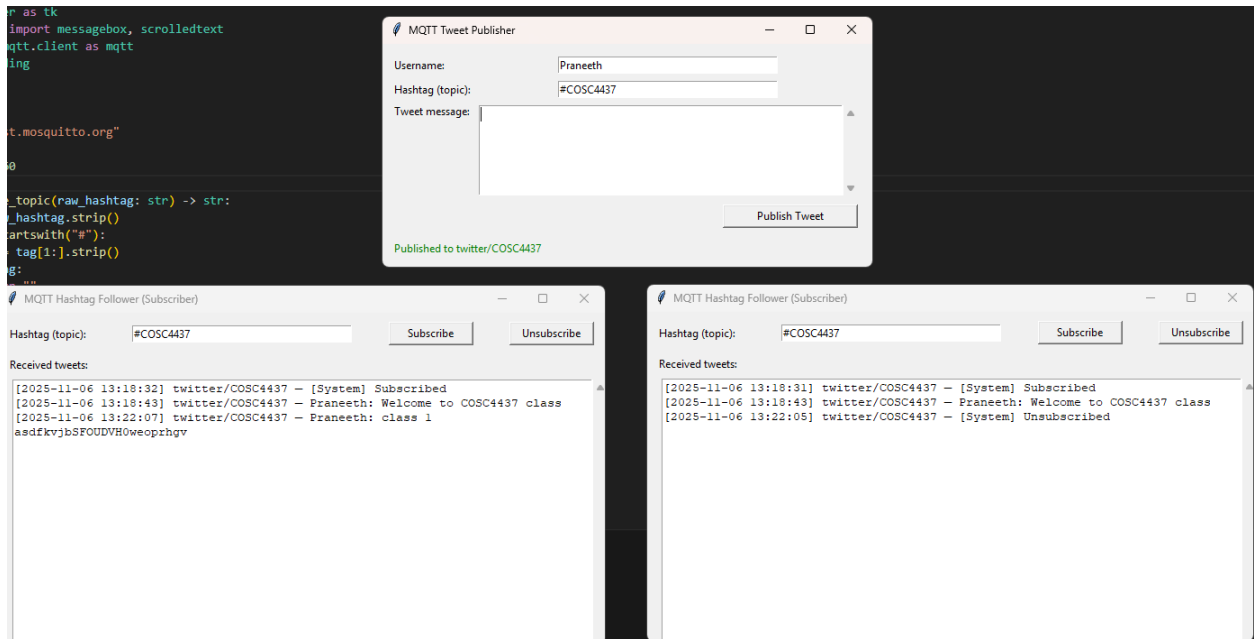 er as tk
import messagebox, scrolledtext
mqtt.client as mqtt
ding
st.mosquitto.org"
60
e_topic(raw_hashtag: str) -> str:
w_hashtag.strip()
artswith("#"):
= tag[1:].strip()
ag:
""
MQTT Tweet Publisher
Username: Praneeth
Hashtag (topic): #COSC4437
Tweet message:
Publish Tweet
Published to twitter/COSC4437
MQTT Hashtag Follower (Subscriber)
Hashtag (topic): #COSC4437 Subscribe Unsubscribe
Received tweets:
[2025-11-06 13:18:32] twitter/COSC4437 — [System] Subscribed
[2025-11-06 13:18:43] twitter/COSC4437 — Praneeth: Welcome to COSC4437 class
[2025-11-06 13:22:07] twitter/COSC4437 — Praneeth: class 1
asdfkvjbSFOUDVH0weoprhgv
MQTT Hashtag Follower (Subscriber)
Hashtag (topic): #COSC4437 Subscribe Unsubscribe
Received tweets:
[2025-11-06 13:18:31] twitter/COSC4437 — [System] Subscribed
[2025-11-06 13:18:43] twitter/COSC4437 — Praneeth: Welcome to COSC4437 class
[2025-11-06 13:22:05] twitter/COSC4437 — [System] Unsubscribed